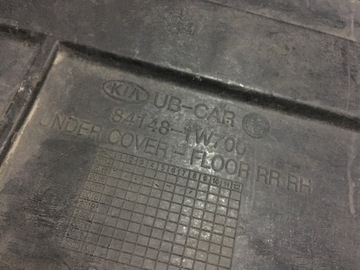 KIA UB-CAR
84148-1W700
UNDER COVER - FLOOR RR RH